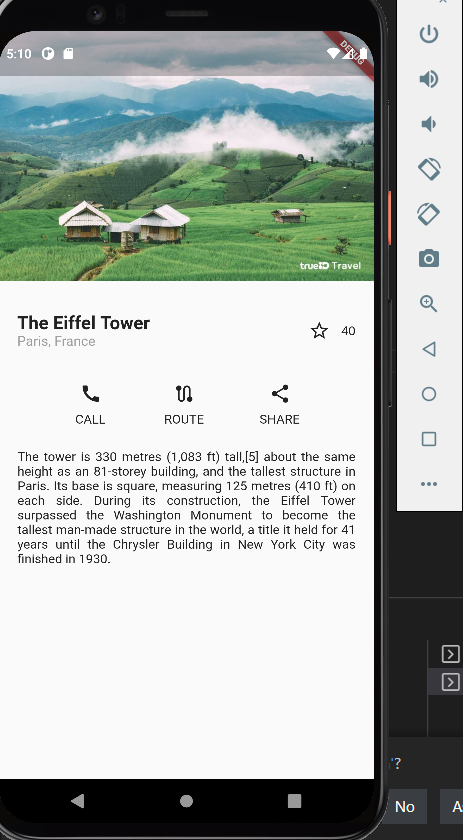 5:10
DEBUG
trueID Travel
The Eiffel Tower
Paris, France
40
CALL
ROUTE
SHARE
The tower is 330 metres (1,083 ft) tall,[5] about the same
height as an 81-storey building, and the tallest structure in
Paris. Its base is square, measuring 125 metres (410 ft) on
each side. During its construction, the Eiffel Tower
surpassed the Washington Monument to become the
tallest man-made structure in the world, a title it held for 41
years until the Chrysler Building in New York City was
finished in 1930.
'?
No